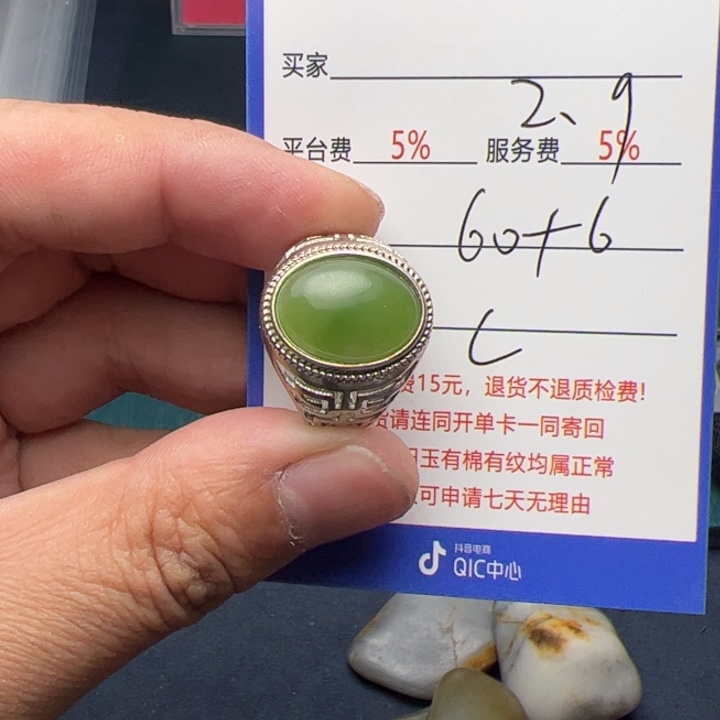 买家
2、9
平台费 5% 服务费 5%
60+6
费15元，退货不退质检费！
货请连同开单卡一同寄回
田玉有棉有纹均属正常
可申请七天无理由
抖音电商
QIC中心